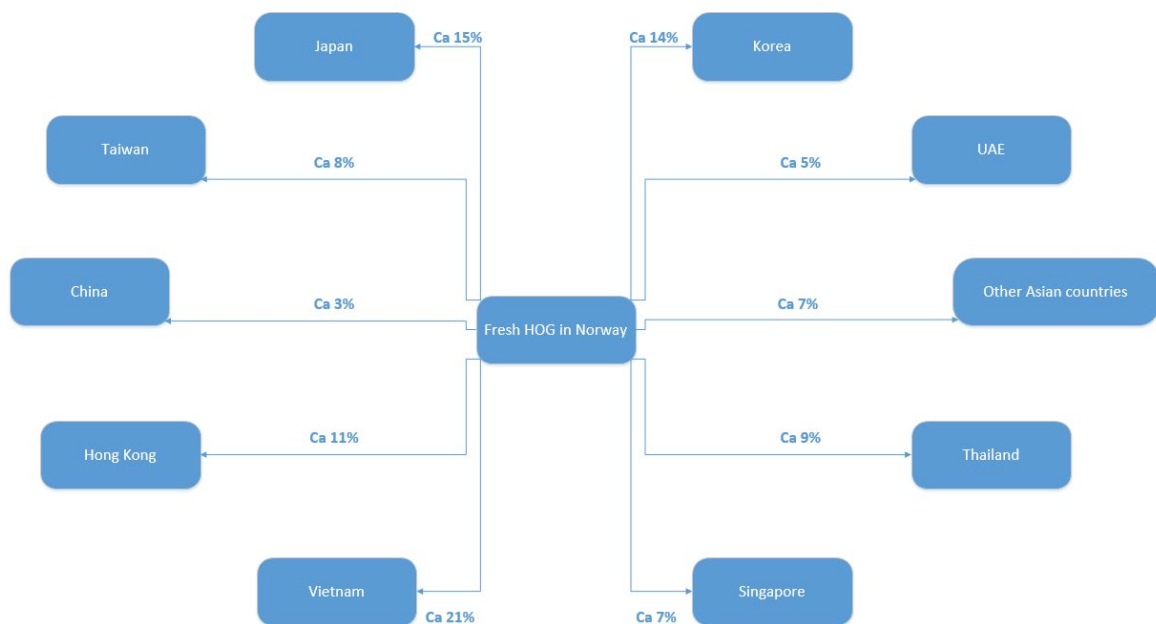 Japan
Ca 15%
Ca 14%
Korea
Taiwan
Ca 8%
Ca 5%
UAE
China
Ca 3%
Fresh HOG in Norway
Ca 7%
Other Asian countries
Hong Kong
Ca 11%
Ca 9%
Thailand
Vietnam
Ca 21%
Ca 7%
Singapore